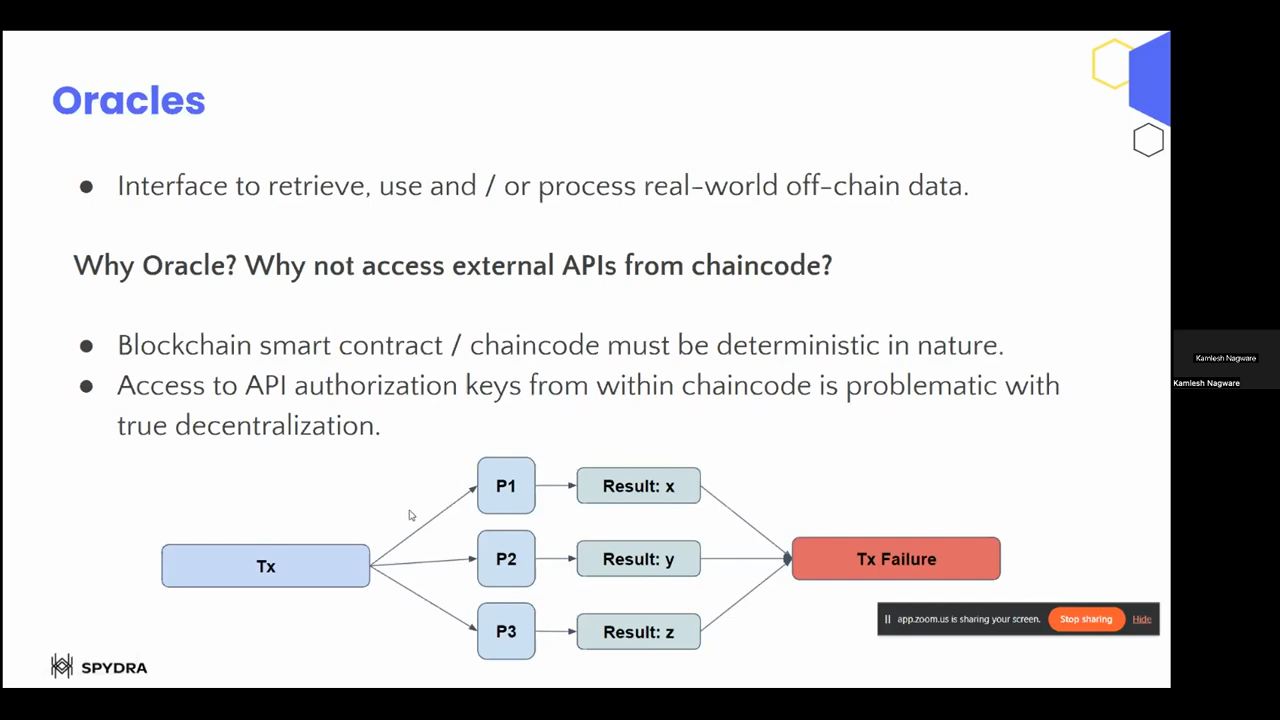 Oracles
● Interface to retrieve, use and / or process real-world off-chain data.
Why Oracle? Why not access external APIs from chaincode?
● Blockchain smart contract / chaincode must be deterministic in nature.
● Access to API authorization keys from within chaincode is problematic with
true decentralization.
P1
Result: x
Tx
P2
Result: y
Tx Failure
P3
Result: z
app.zoom.us is sharing your screen.
Stop sharing
Hide
SPYDRA
Kamlesh Nagware
Kamlesh Nagware